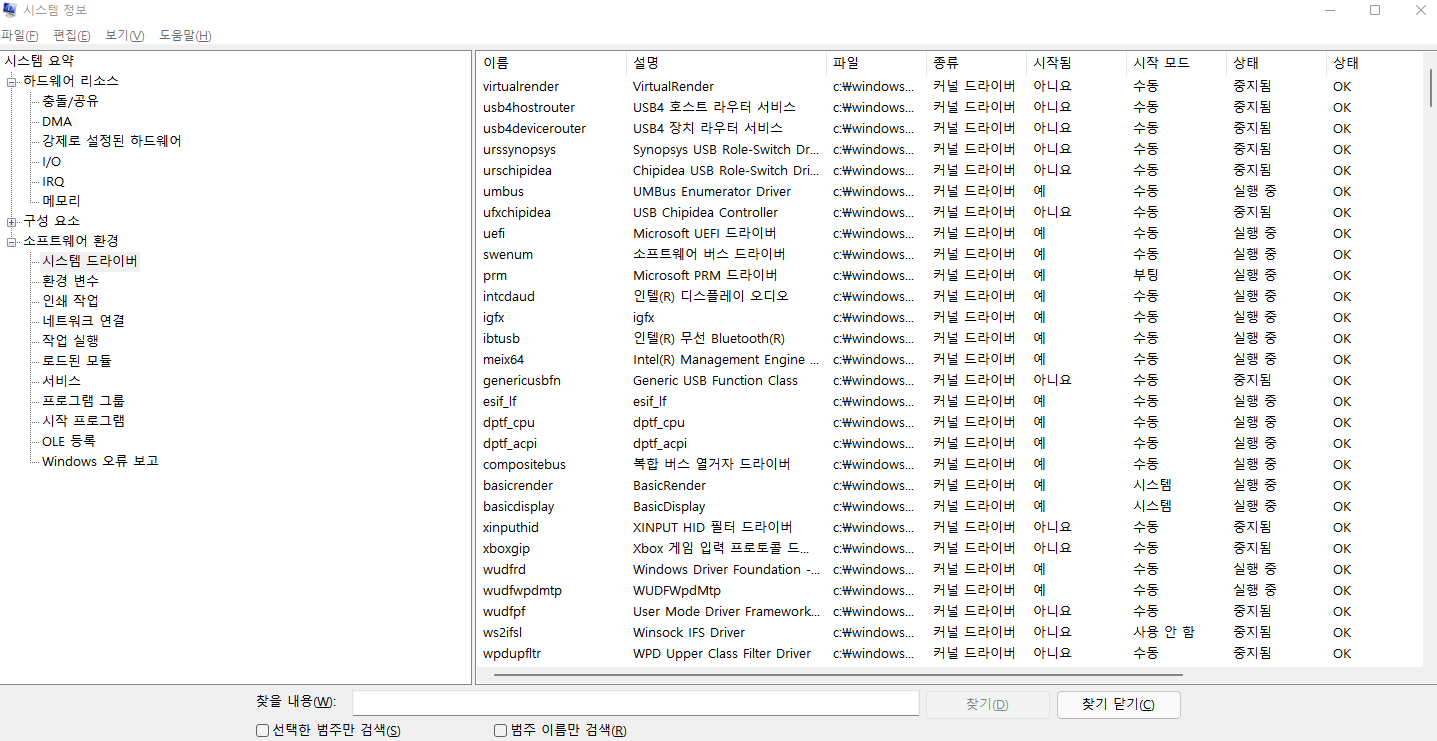 시스템 정보
파일(F) 편집(E) 보기(V) 도움말(H)
시스템 요약
하드웨어 리소스
충돌/공유
DMA
강제로 설정된 하드웨어
I/O
IRQ
메모리
구성 요소
소프트웨어 환경
시스템 드라이버
환경 변수
인쇄 작업
네트워크 연결
작업 실행
로드된 모듈
서비스
프로그램 그룹
시작 프로그램
OLE 등록
Windows 오류 보고
이름 설명 파일 종류 시작됨 시작 모드 상태 상태
virtualrender VirtualRender c:₩windows... 커널 드라이버 아니요 수동 중지됨 OK
usb4hostrouter USB4 호스트 라우터 서비스 c:₩windows... 커널 드라이버 아니요 수동 중지됨 OK
usb4devicerouter USB4 장치 라우터 서비스 c:₩windows... 커널 드라이버 아니요 수동 중지됨 OK
urssynopsys Synopsys USB Role-Switch Dr... c:₩windows... 커널 드라이버 아니요 수동 중지됨 OK
urschipidea Chipidea USB Role-Switch Dri... c:₩windows... 커널 드라이버 아니요 수동 중지됨 OK
umbus UMBus Enumerator Driver c:₩windows... 커널 드라이버 예 수동 실행 중 OK
ufxchipidea USB Chipidea Controller c:₩windows... 커널 드라이버 아니요 수동 중지됨 OK
uefi Microsoft UEFI 드라이버 c:₩windows... 커널 드라이버 예 수동 실행 중 OK
swenum 소프트웨어 버스 드라이버 c:₩windows... 커널 드라이버 예 수동 실행 중 OK
prm Microsoft PRM 드라이버 c:₩windows... 커널 드라이버 예 부팅 실행 중 OK
intcdaud 인텔(R) 디스플레이 오디오 c:₩windows... 커널 드라이버 예 수동 실행 중 OK
igfx igfx c:₩windows... 커널 드라이버 예 수동 실행 중 OK
ibtusb 인텔(R) 무선 Bluetooth(R) c:₩windows... 커널 드라이버 예 수동 실행 중 OK
meix64 Intel(R) Management Engine ... c:₩windows... 커널 드라이버 예 수동 실행 중 OK
genericusbfn Generic USB Function Class c:₩windows... 커널 드라이버 아니요 수동 중지됨 OK
esif_lf esif_lf c:₩windows... 커널 드라이버 예 수동 실행 중 OK
dptf_cpu dptf_cpu c:₩windows... 커널 드라이버 예 수동 실행 중 OK
dptf_acpi dptf_acpi c:₩windows... 커널 드라이버 예 수동 실행 중 OK
compositebus 복합 버스 열거자 드라이버 c:₩windows... 커널 드라이버 예 수동 실행 중 OK
basicrender BasicRender c:₩windows... 커널 드라이버 예 시스템 실행 중 OK
basicdisplay BasicDisplay c:₩windows... 커널 드라이버 예 시스템 실행 중 OK
xinputhid XINPUT HID 필터 드라이버 c:₩windows... 커널 드라이버 아니요 수동 중지됨 OK
xboxgip Xbox 게임 입력 프로토콜 드... c:₩windows... 커널 드라이버 아니요 수동 중지됨 OK
wudfrd Windows Driver Foundation -... c:₩windows... 커널 드라이버 예 수동 실행 중 OK
wudfwpdmtp WUDFWpdMtp c:₩windows... 커널 드라이버 예 수동 실행 중 OK
wudfpf User Mode Driver Framework... c:₩windows... 커널 드라이버 아니요 수동 중지됨 OK
ws2ifsl Winsock IFS Driver c:₩windows... 커널 드라이버 아니요 사용 안 함 중지됨 OK
wpdupfltr WPD Upper Class Filter Driver c:₩windows... 커널 드라이버 아니요 수동 중지됨 OK
찾을 내용(W): 찾기(D) 찾기 닫기(C)
선택한 범주만 검색(S) 범주 이름만 검색(R)